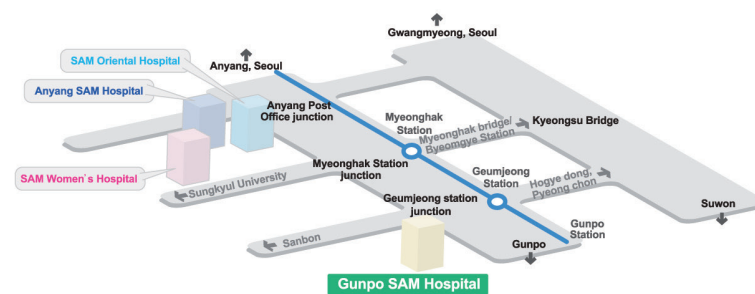 Gwangmyeong, Seoul
SAM Oriental Hospital
Anyang, Seoul
Anyang SAM Hospital
Anyang Post
Office junction
Myeonghak
Station
Myeonghak bridge/
Byeomgye Station
Kyeongsu Bridge
SAM Women's Hospital
Myeonghak Station
junction
Sungkyul University
Geumjeong
Station
Hogye dong,
Pyeong chon
Geumjeong station
junction
Suwon
Sanbon
Gunpo
Station
Gunpo
Gunpo SAM Hospital